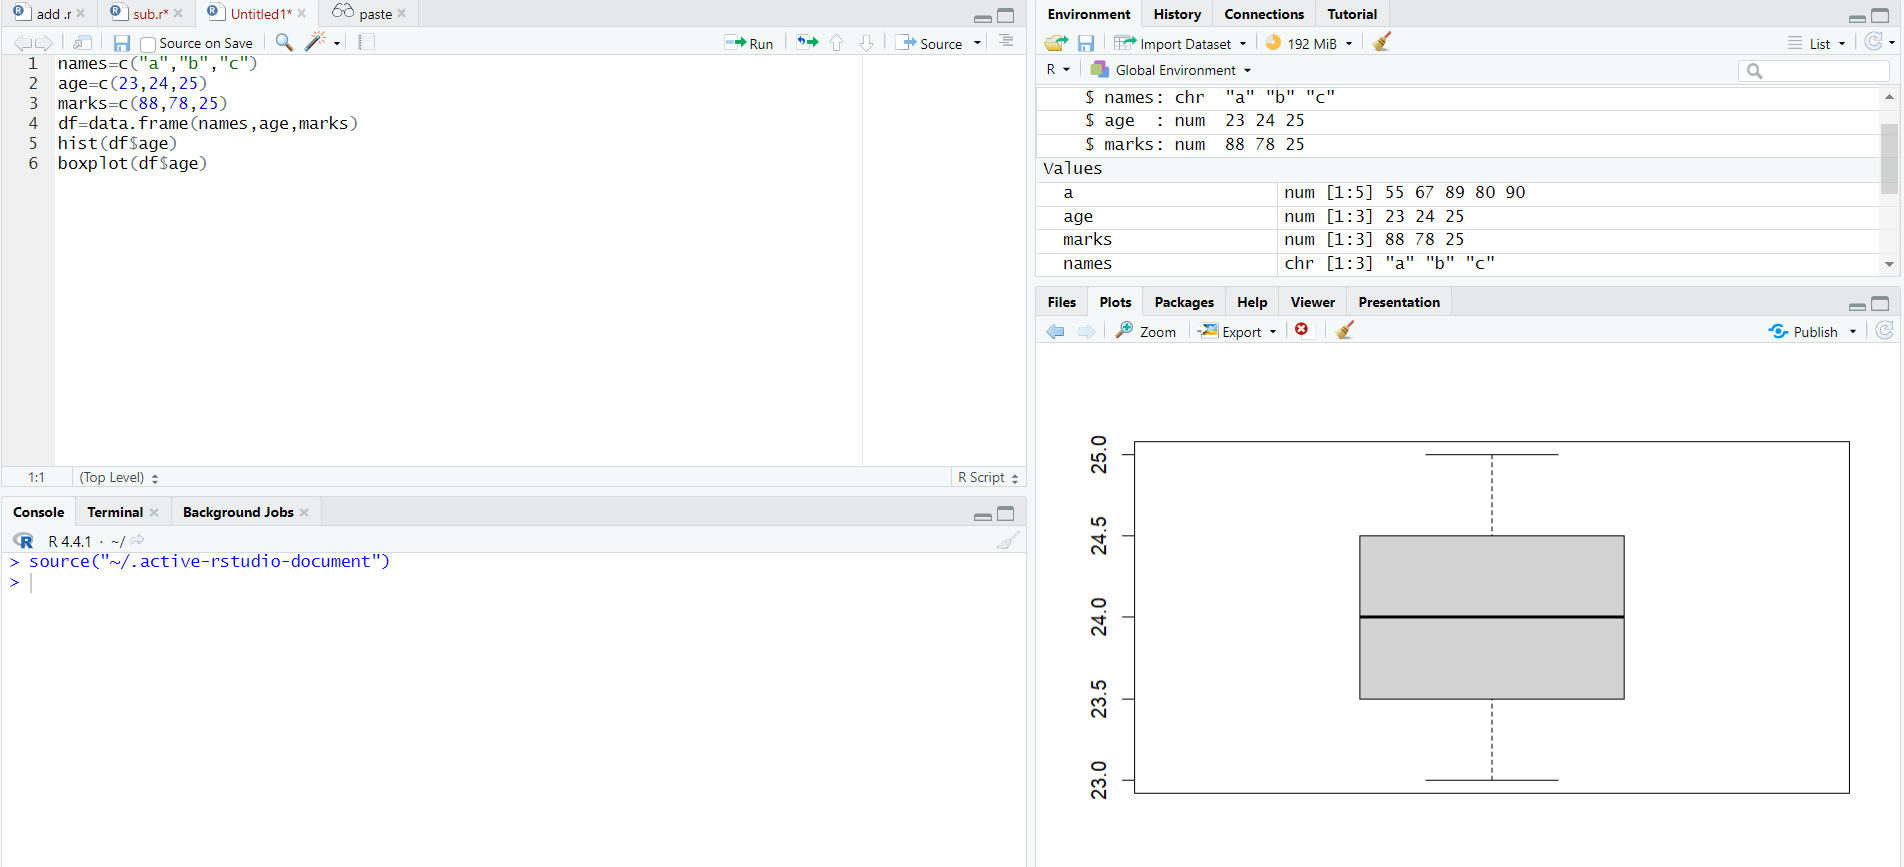 add .r
sub.r*
Untitled1*
paste
Source on Save
Run
Source
1 names=c("a","b","c")
2 age=c(23,24,25)
3 marks=c(88,78,25)
4 df=data.frame(names,age,marks)
5 hist(df$age)
6 boxplot(df$age)
1:1 (Top Level) R Script
Console Terminal Background Jobs
R R 4.4.1 · ~/
> source("~/.active-rstudio-document")
>
Environment History Connections Tutorial
Import Dataset 192 MiB List
R Global Environment
$ names: chr "a" "b" "c"
$ age : num 23 24 25
$ marks: num 88 78 25
Values
a num [1:5] 55 67 89 80 90
age num [1:3] 23 24 25
marks num [1:3] 88 78 25
names chr [1:3] "a" "b" "c"
Files Plots Packages Help Viewer Presentation
Zoom Export Publish
25.0
24.5
24.0
23.5
23.0